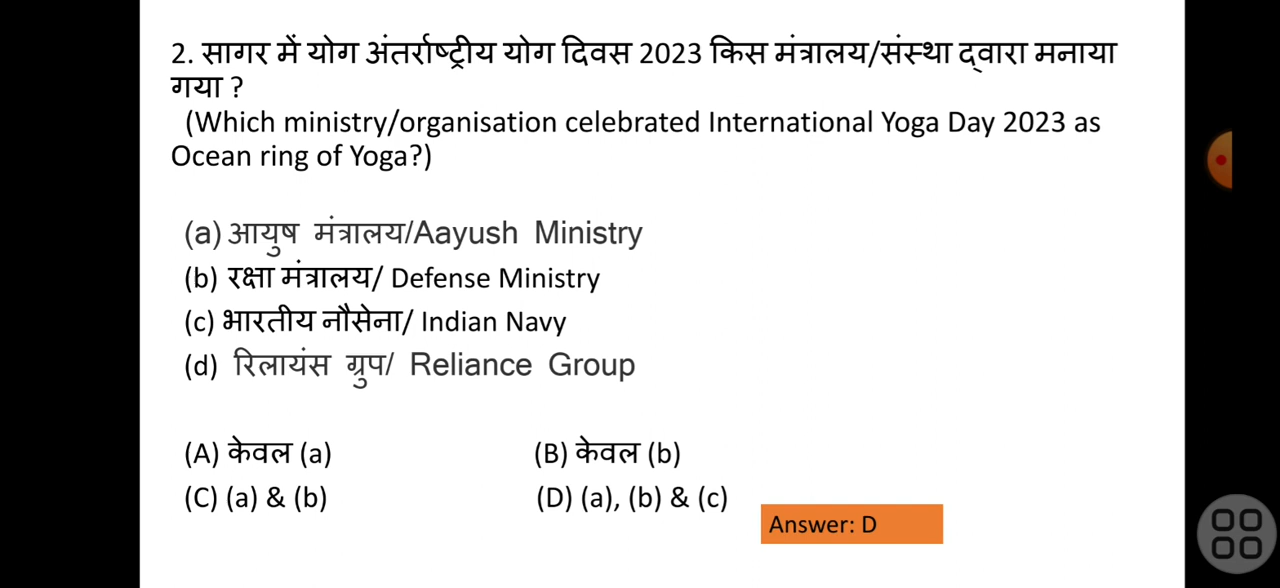 2. सागर में योग अंतर्राष्ट्रीय योग दिवस 2023 किस मंत्रालय/संस्था द्वारा मनाया
गया ?
(Which ministry/organisation celebrated International Yoga Day 2023 as
Ocean ring of Yoga?)
(a) आयुष मंत्रालय/Aayush Ministry
(b) रक्षा मंत्रालय/ Defense Ministry
(c) भारतीय नौसेना/ Indian Navy
(d) रिलायंस ग्रुप/ Reliance Group
(A) केवल (a) (B) केवल (b)
(C) (a) & (b) (D) (a), (b) & (c)
Answer: D